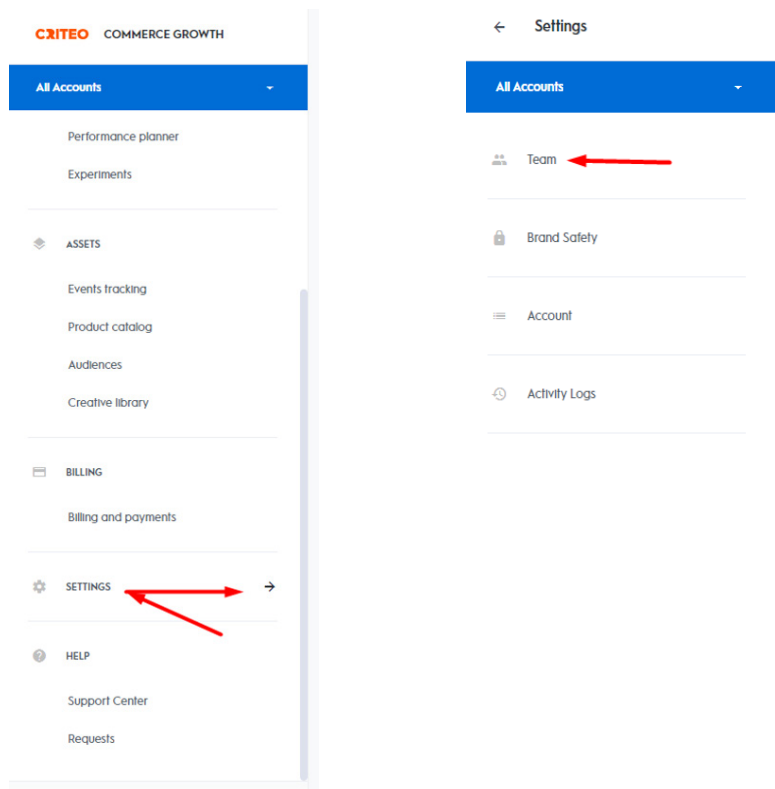 CRITEO COMMERCE GROWTH
All Accounts
Performance planner
Experiments
ASSETS
Events tracking
Product catalog
Audiences
Creative library
BILLING
Billing and payments
SETTINGS
HELP
Support Center
Requests
Settings
All Accounts
Team
Brand Safety
Account
Activity Logs